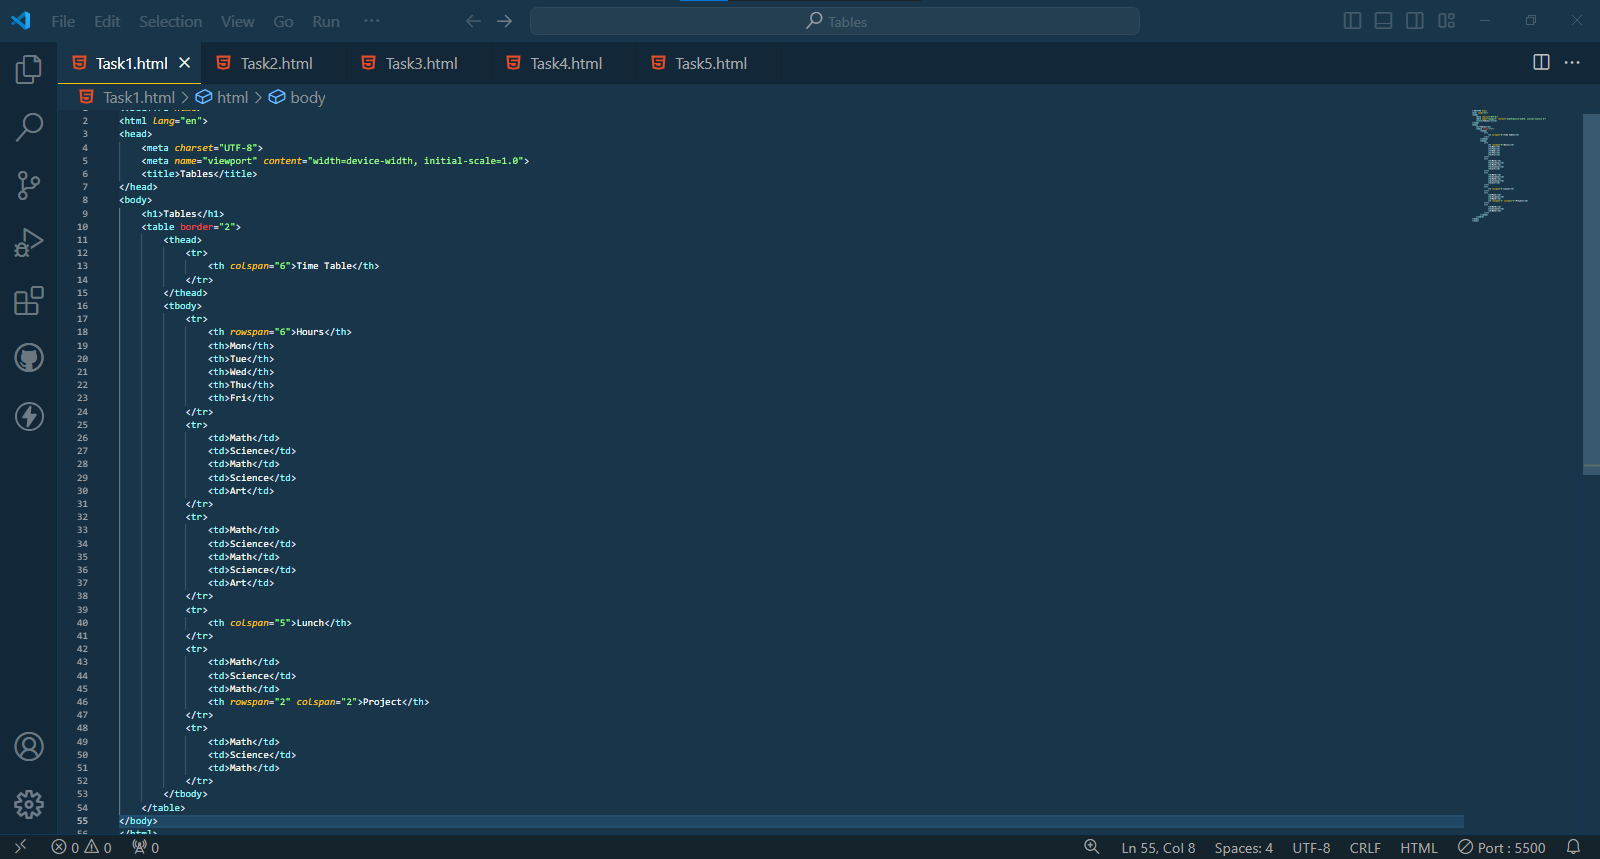 File Edit Selection View Go Run ··· Tables
Task1.html Task2.html Task3.html Task4.html Task5.html
Task1.html > html > body
2 <html lang="en">
3 <head>
4 <meta charset="UTF-8">
5 <meta name="viewport" content="width=device-width, initial-scale=1.0">
6 <title>Tables</title>
7 </head>
8 <body>
9 <h1>Tables</h1>
10 <table border="2">
11 <thead>
12 <tr>
13 <th colspan="6">Time Table</th>
14 </tr>
15 </thead>
16 <tbody>
17 <tr>
18 <th rowspan="6">Hours</th>
19 <th>Mon</th>
20 <th>Tue</th>
21 <th>Wed</th>
22 <th>Thu</th>
23 <th>Fri</th>
24 </tr>
25 <tr>
26 <td>Math</td>
27 <td>Science</td>
28 <td>Math</td>
29 <td>Science</td>
30 <td>Art</td>
31 </tr>
32 <tr>
33 <td>Math</td>
34 <td>Science</td>
35 <td>Math</td>
36 <td>Science</td>
37 <td>Art</td>
38 </tr>
39 <tr>
40 <th colspan="5">Lunch</th>
41 </tr>
42 <tr>
43 <td>Math</td>
44 <td>Science</td>
45 <td>Math</td>
46 <th rowspan="2" colspan="2">Project</th>
47 </tr>
48 <tr>
49 <td>Math</td>
50 <td>Science</td>
51 <td>Math</td>
52 </tr>
53 </tbody>
54 </table>
55 </body>
56 </html>
0 0 0 Ln 55, Col 8 Spaces: 4 UTF-8 CRLF HTML Port : 5500